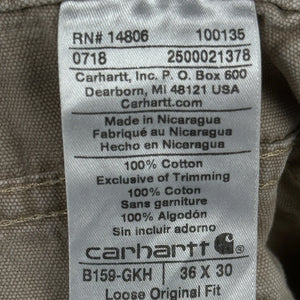 RN# 14806 100135
0718 2500021378
Carhartt, Inc. P. O. Box 600
Dearborn, MI 48121 USA
Carhartt.com
Made in Nicaragua
Fabriqué au Nicaragua
Hecho en Nicaragua
100% Cotton
Exclusive of Trimming
100% Coton
Sans garniture
100% Algodón
Sin incluir adorno
carhartt
B159-GKH 36 X 30
Loose Original Fit